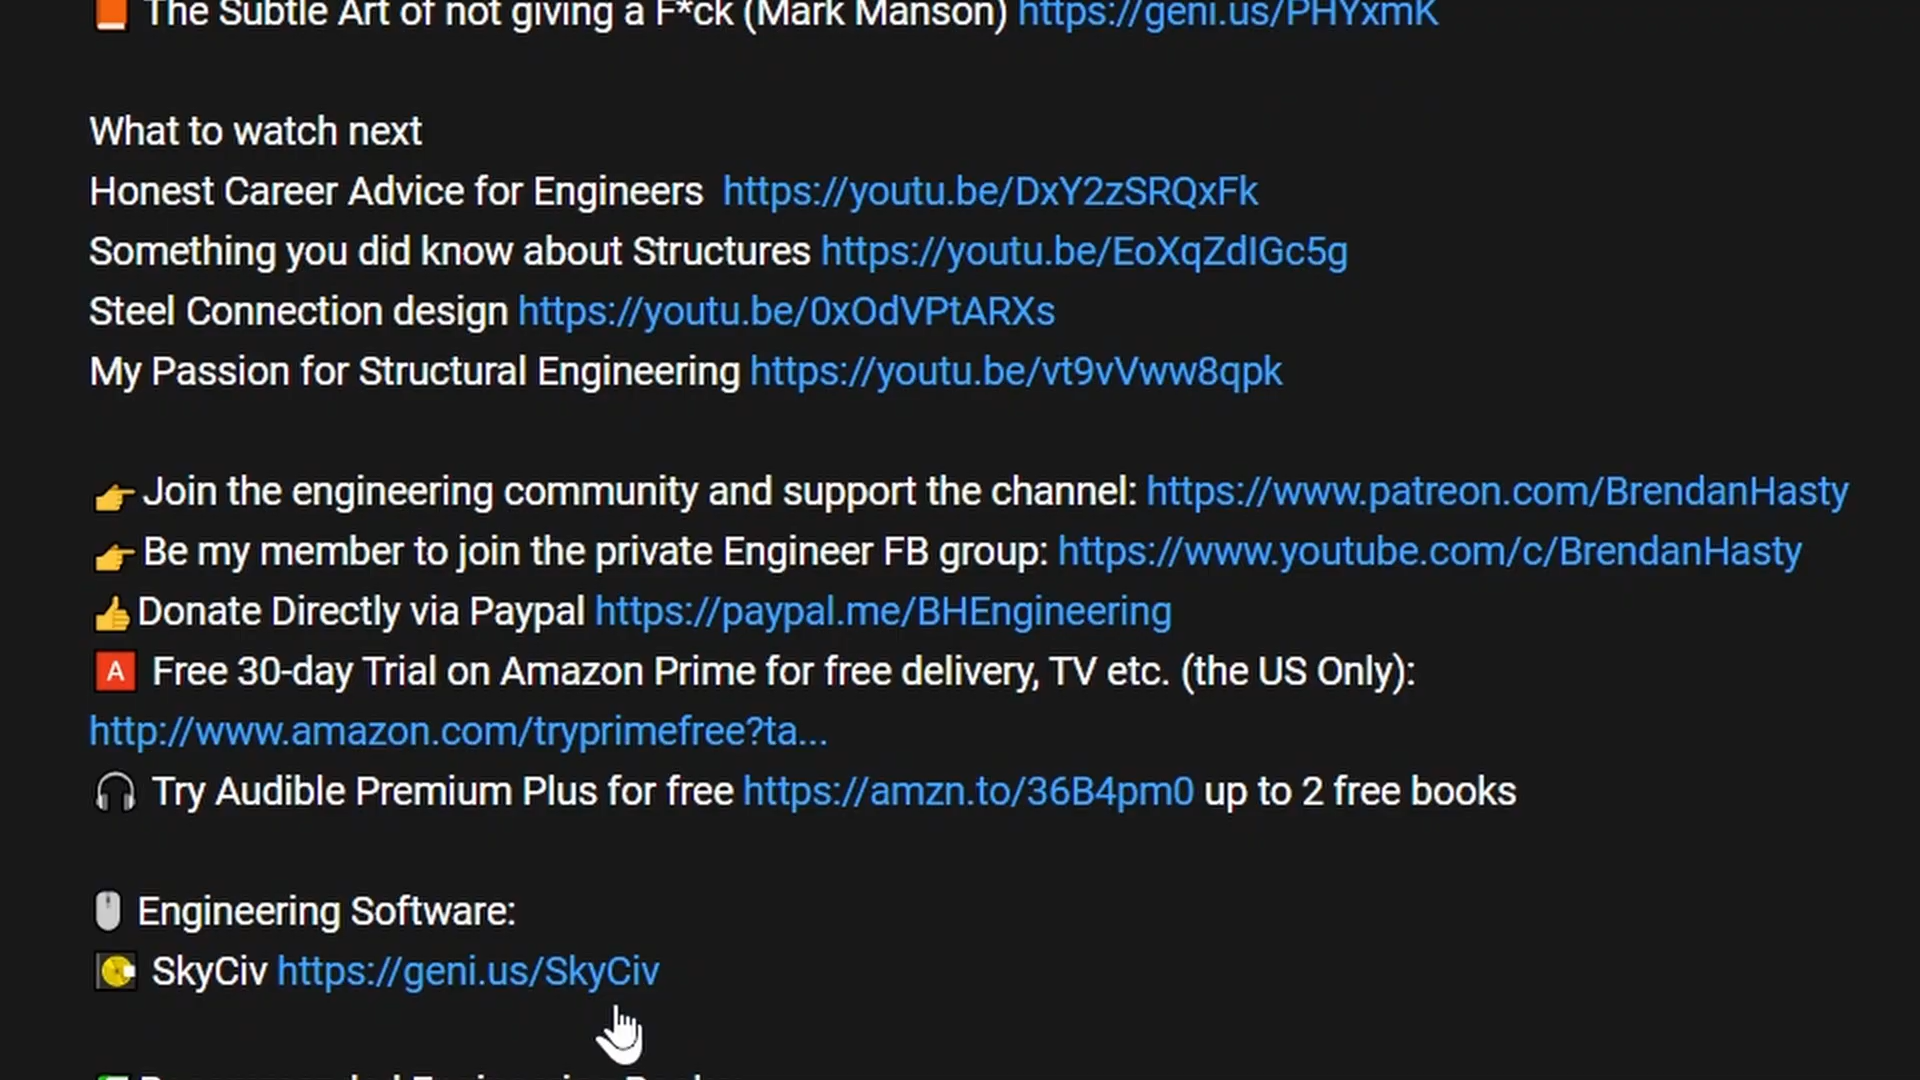 The Subtle Art of not giving a F*ck (Mark Manson) https://geni.us/PHYxmK
What to watch next
Honest Career Advice for Engineers https://youtu.be/DxY2zSRQxFk
Something you did know about Structures https://youtu.be/EoXqZdIGc5g
Steel Connection design https://youtu.be/0xOdVPtARXs
My Passion for Structural Engineering https://youtu.be/vt9vVww8qpk
👉Join the engineering community and support the channel: https://www.patreon.com/BrendanHasty
👉Be my member to join the private Engineer FB group: https://www.youtube.com/c/BrendanHasty
👍Donate Directly via Paypal https://paypal.me/BHEngineering
🅰 Free 30-day Trial on Amazon Prime for free delivery, TV etc. (the US Only):
http://www.amazon.com/tryprimefree?ta...
🎧 Try Audible Premium Plus for free https://amzn.to/36B4pm0 up to 2 free books
🖱 Engineering Software:
💽 SkyCiv https://geni.us/SkyCiv